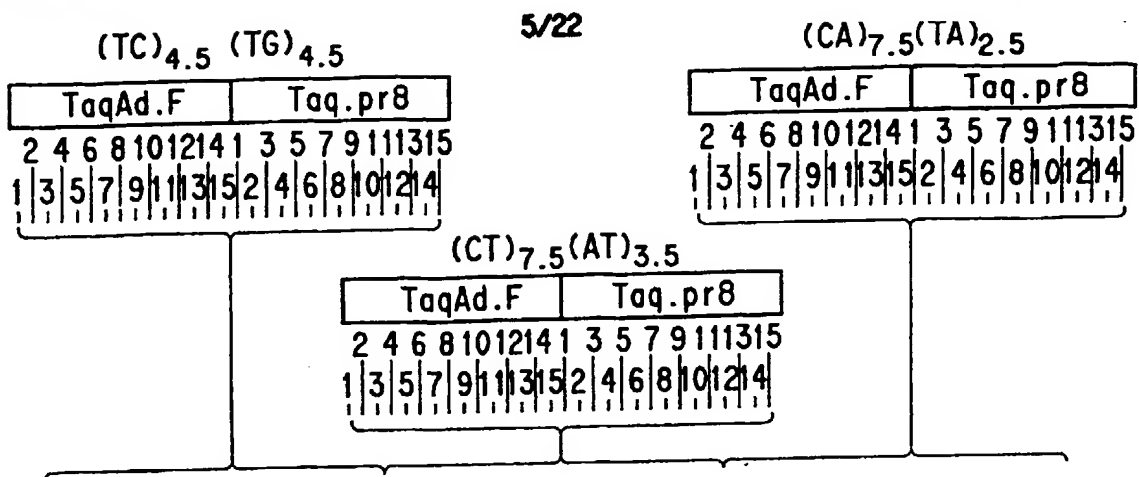 5/22
(TC)4.5 (TG)4.5
TaqAd.F Taq.pr8
2 4 6 8 10 12 14 1 3 5 7 9 11 13 15
1 3 5 7 9 11 13 15 2 4 6 8 10 12 14
(CA)7.5(TA)2.5
TaqAd.F Taq.pr8
2 4 6 8 10 12 14 1 3 5 7 9 11 13 15
1 3 5 7 9 11 13 15 2 4 6 8 10 12 14
(CT)7.5(AT)3.5
TaqAd.F Taq.pr8
2 4 6 8 10 12 14 1 3 5 7 9 11 13 15
1 3 5 7 9 11 13 15 2 4 6 8 10 12 14